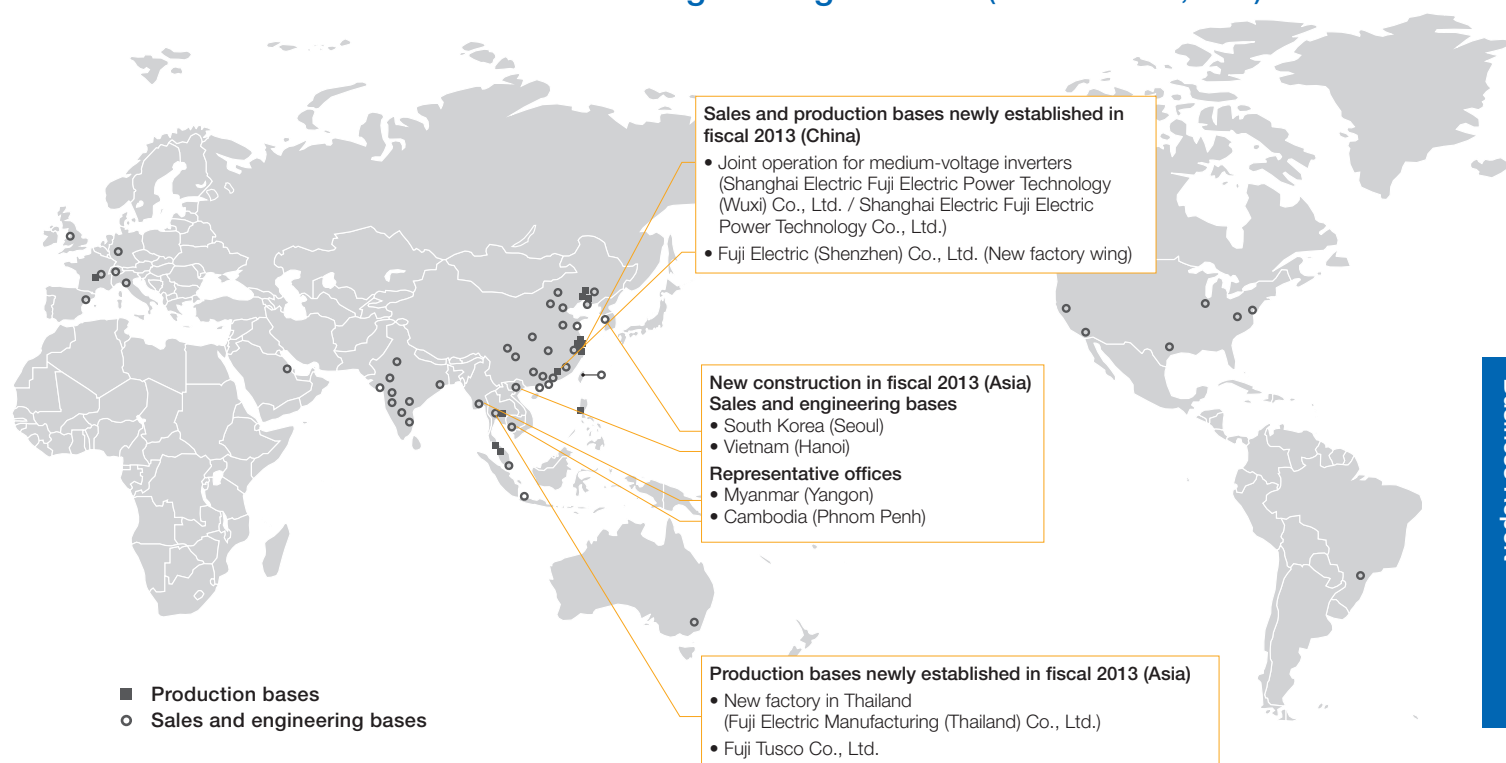 Sales and production bases newly established in
fiscal 2013 (China)
• Joint operation for medium-voltage inverters
(Shanghai Electric Fuji Electric Power Technology
(Wuxi) Co., Ltd. / Shanghai Electric Fuji Electric
Power Technology Co., Ltd.)
• Fuji Electric (Shenzhen) Co., Ltd. (New factory wing)
New construction in fiscal 2013 (Asia)
Sales and engineering bases
• South Korea (Seoul)
• Vietnam (Hanoi)
Representative offices
• Myanmar (Yangon)
• Cambodia (Phnom Penh)
Production bases newly established in fiscal 2013 (Asia)
• New factory in Thailand
(Fuji Electric Manufacturing (Thailand) Co., Ltd.)
• Fuji Tusco Co., Ltd.
Production bases
Sales and engineering bases